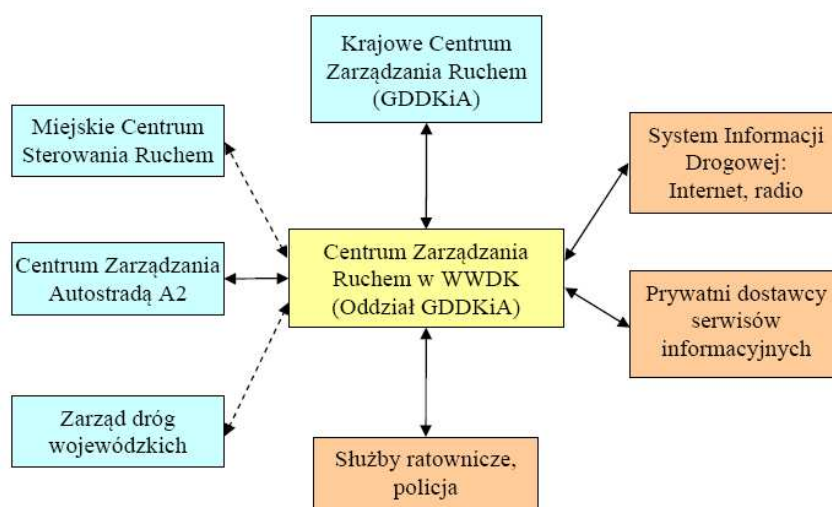 Krajowe Centrum
Zarządzania Ruchem
(GDDKiA)
Miejskie Centrum
Sterowania Ruchem
System Informacji
Drogowej:
Internet, radio
Centrum Zarządzania
Autostradą A2
Centrum Zarządzania
Ruchem w WWDK
(Oddział GDDKiA)
Prywatni dostawcy
serwisów
informacyjnych
Zarząd dróg
wojewódzkich
Służby ratownicze,
policja